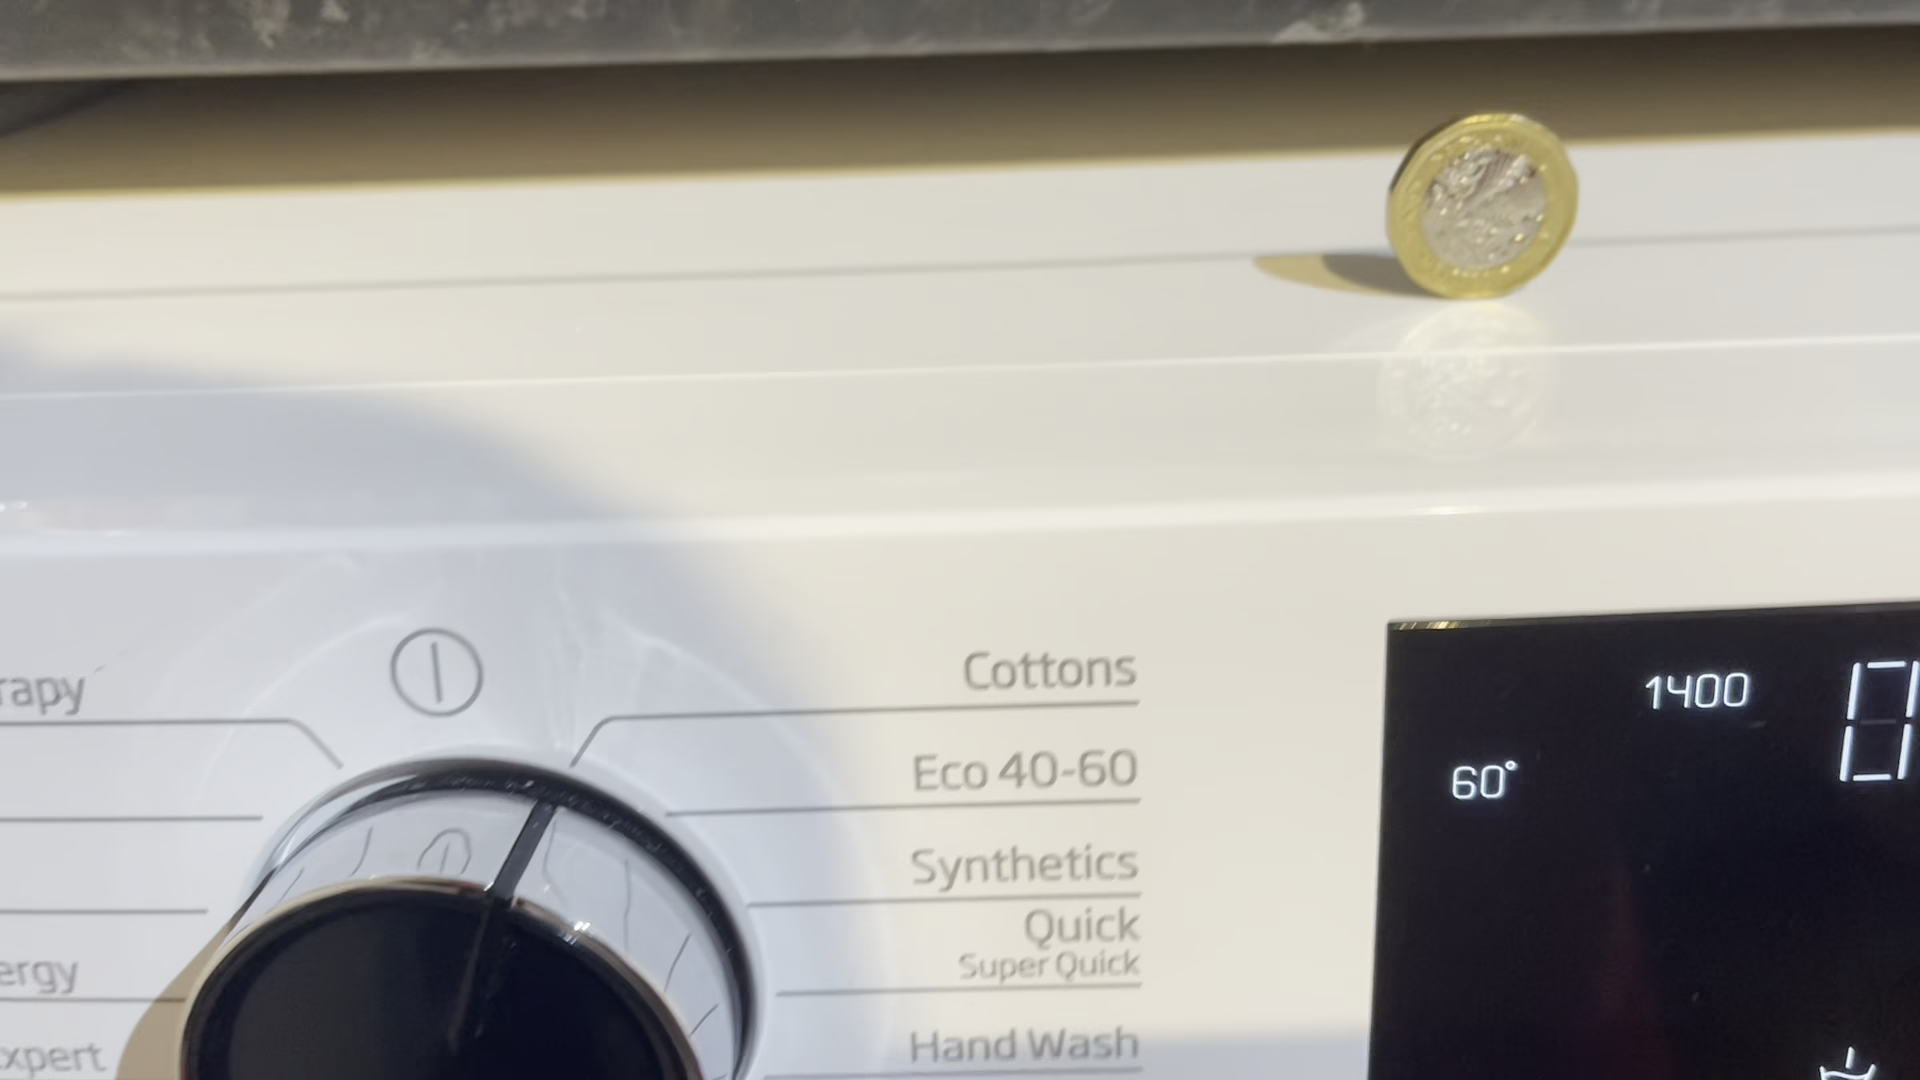 rapy
Cottons
Eco 40-60
Synthetics
Quick
Super Quick
Hand Wash
ergy
xpert
1400
60°